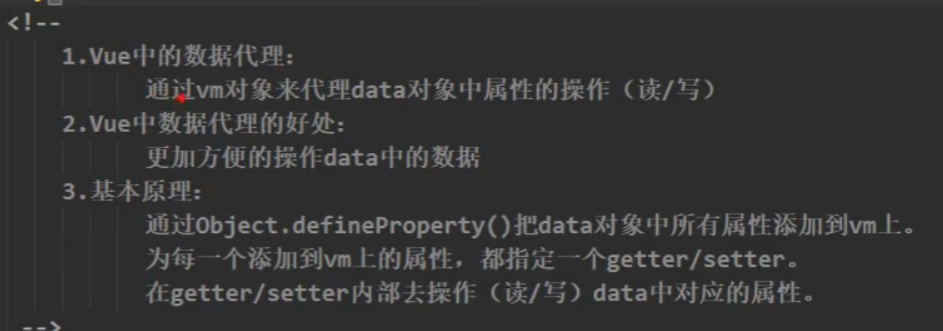 <!--
1.Vue中的数据代理：
通过vm对象来代理data对象中属性的操作（读/写）
2.Vue中数据代理的好处：
更加方便的操作data中的数据
3.基本原理：
通过Object.defineProperty()把data对象中所有属性添加到vm上。
为每一个添加到vm上的属性，都指定一个getter/setter。
在getter/setter内部去操作（读/写）data中对应的属性。
-->